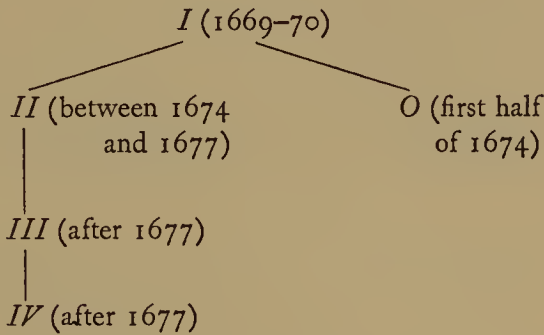 I (1669–70)
II (between 1674
and 1677)
O (first half
of 1674)
III (after 1677)
IV (after 1677)